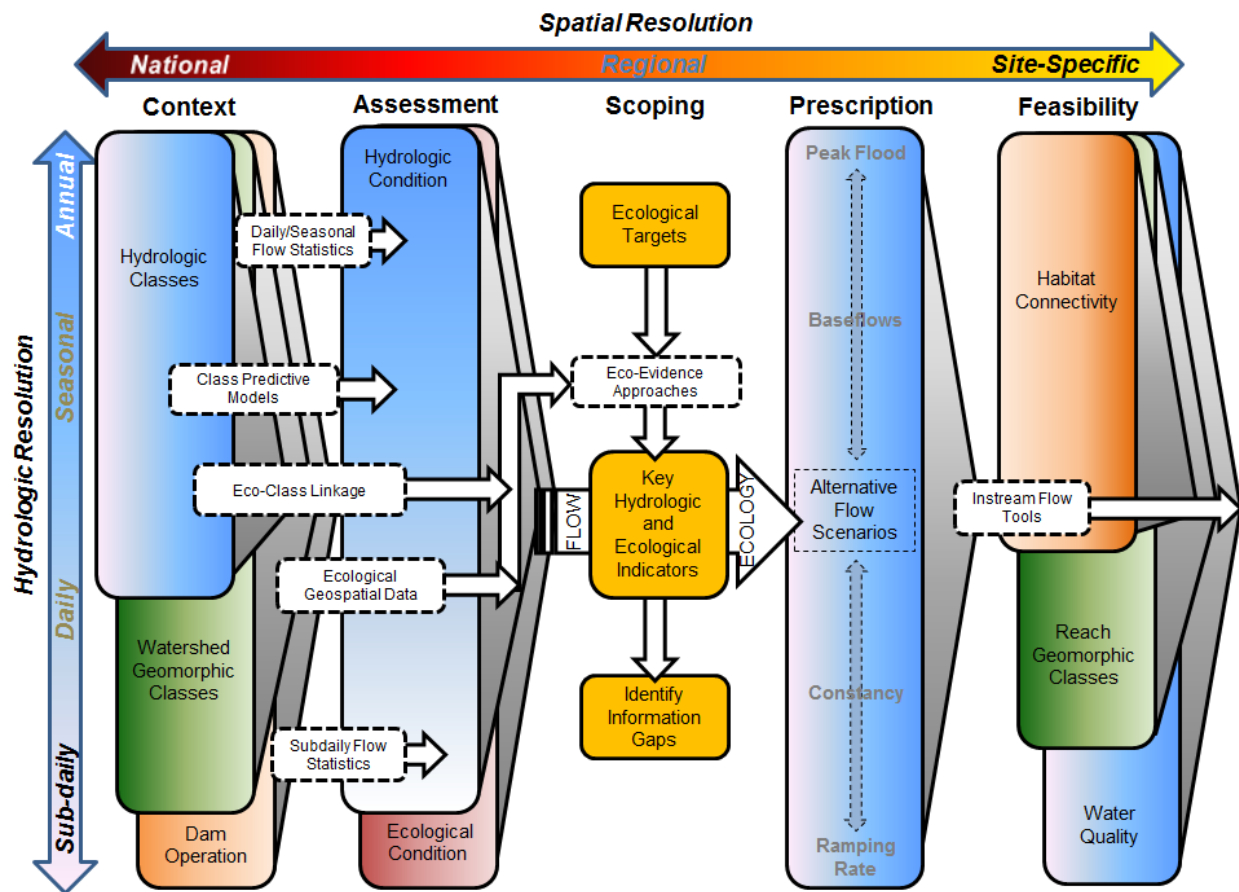 Spatial Resolution
National
Regional
Site-Specific
Context
Assessment
Scoping
Prescription
Feasibility
Hydrologic Resolution
Annual
Seasonal
Daily
Sub-daily
Hydrologic
Classes
Watershed
Geomorphic
Classes
Dam
Operation
Daily/Seasonal
Flow Statistics
Class Predictive
Models
Eco-Class Linkage
Ecological
Geospatial Data
Subdaily Flow
Statistics
Hydrologic
Condition
Ecological
Condition
Ecological
Targets
Eco-Evidence
Approaches
FLOW
Key
Hydrologic
and
Ecological
Indicators
ECOLOGY
Identify
Information
Gaps
Peak Flood
Baseflows
Alternative
Flow
Scenarios
Constancy
Ramping
Rate
Habitat
Connectivity
Instream Flow
Tools
Reach
Geomorphic
Classes
Water
Quality